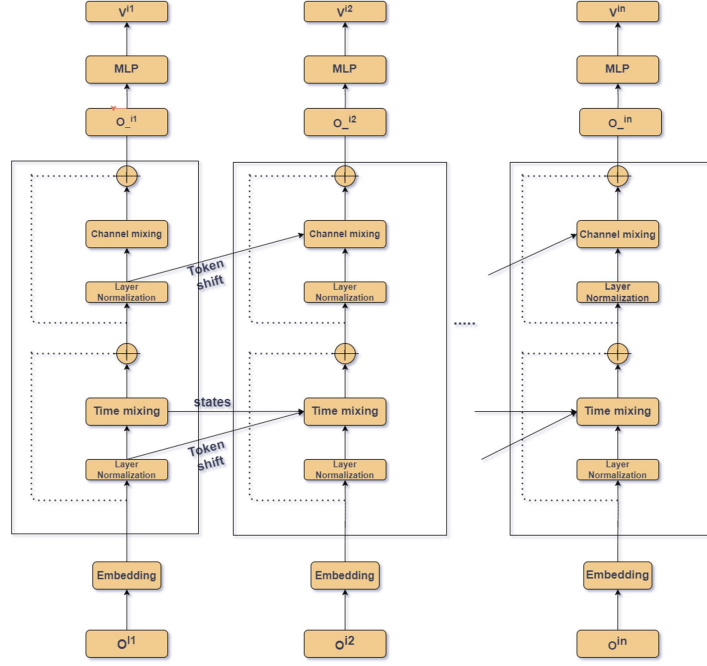 V^i1 V^i2 V^in
MLP MLP MLP
O_^i1 O_^i2 O_^in
Channel mixing Channel mixing Channel mixing
Token
shift
Layer
Normalization
Layer
Normalization
Layer
Normalization
.....
states
Time mixing Time mixing Time mixing
Token
shift
Layer
Normalization
Layer
Normalization
Layer
Normalization
Embedding Embedding Embedding
O^i1 O^i2 O^in